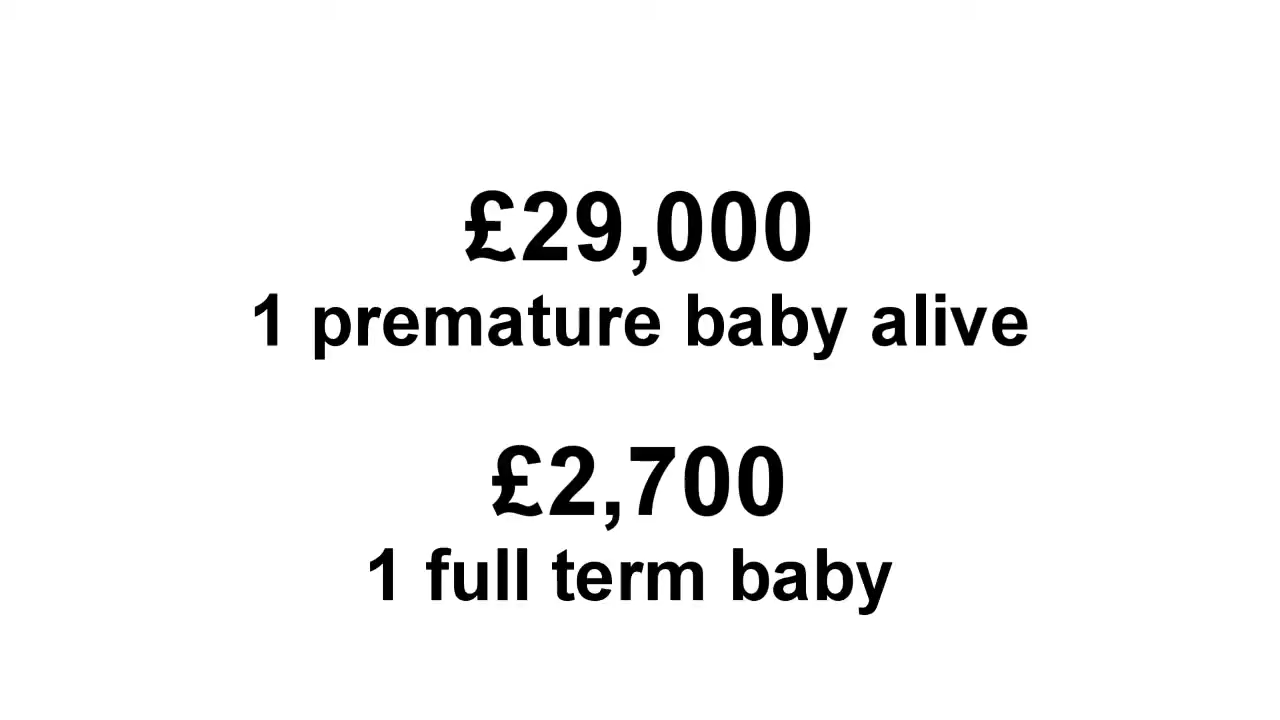 £29,000
1 premature baby alive
£2,700
1 full term baby